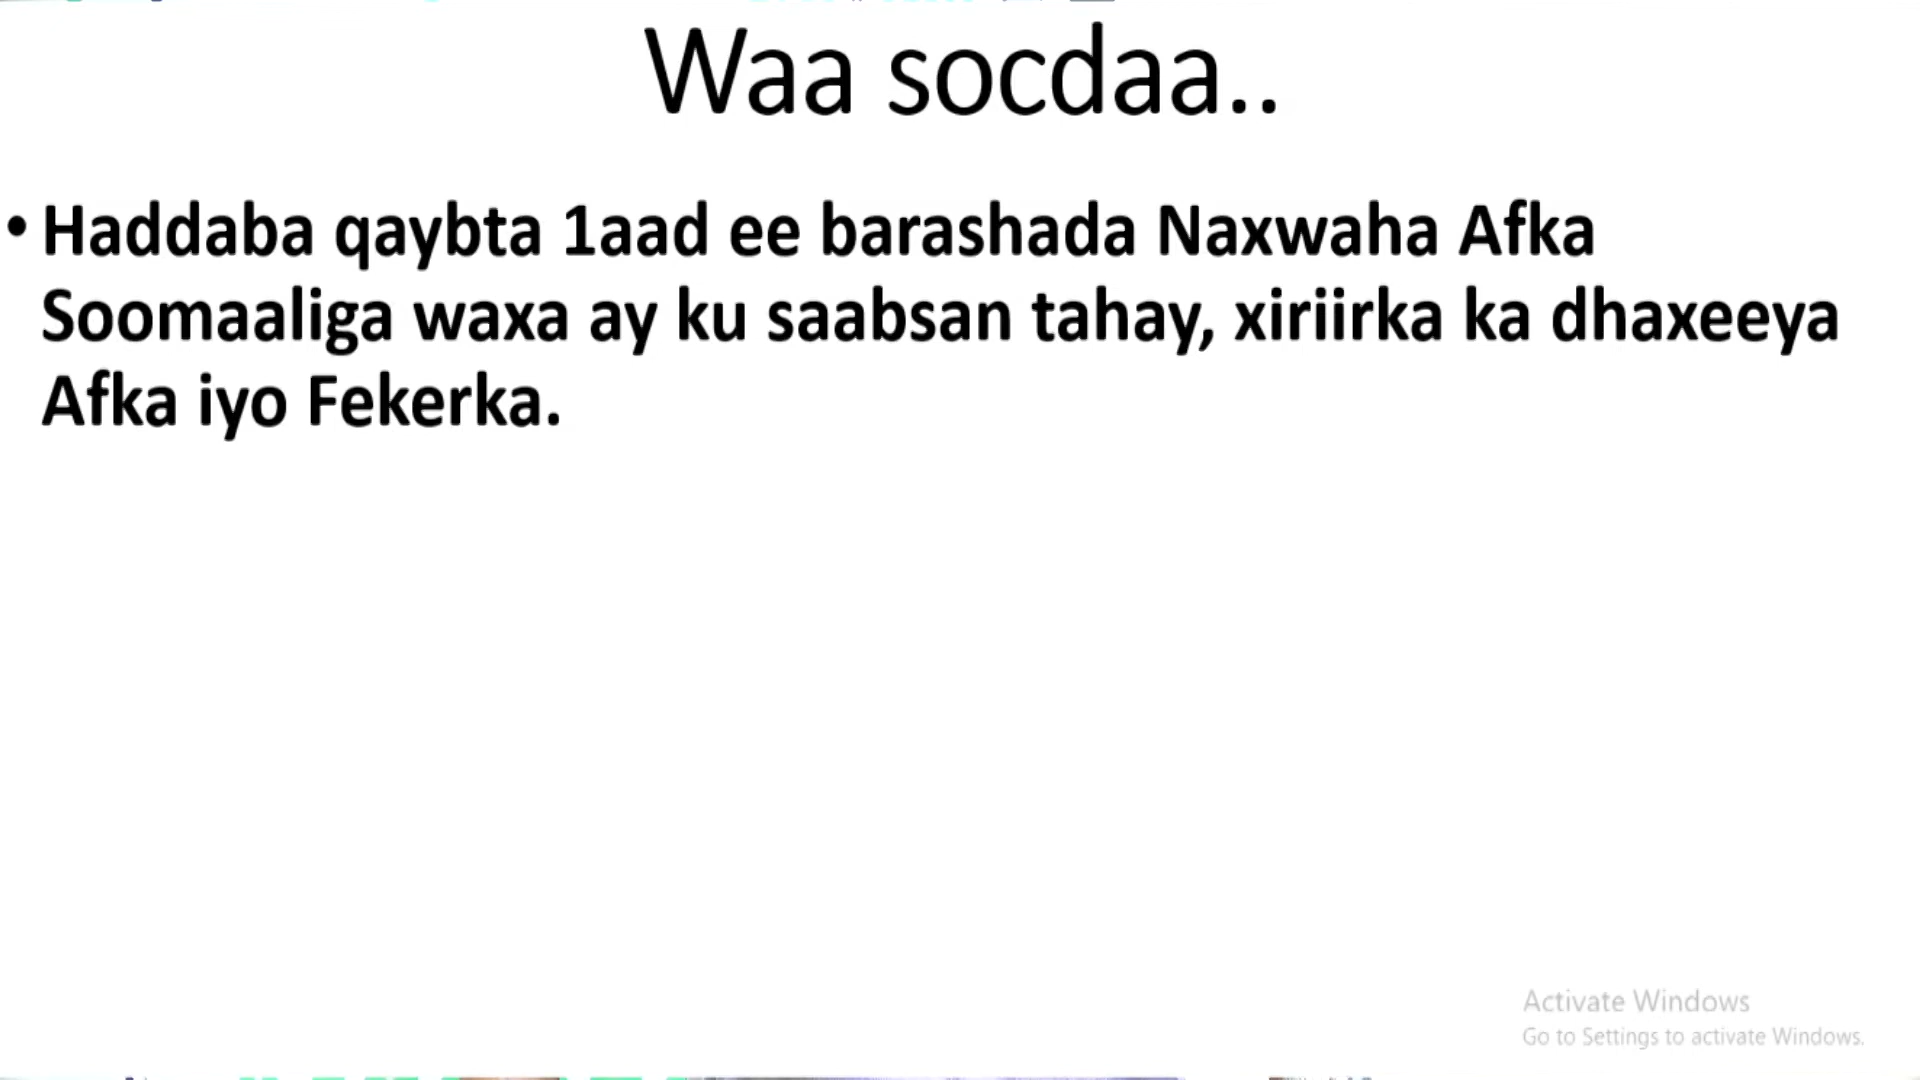 Waa socdaa..
• Haddaba qaybta 1aad ee barashada Naxwaha Afka
Soomaaliga waxa ay ku saabsan tahay, xiriirka ka dhaxeeya
Afka iyo Fekerka.
Activate Windows
Go to Settings to activate Windows.